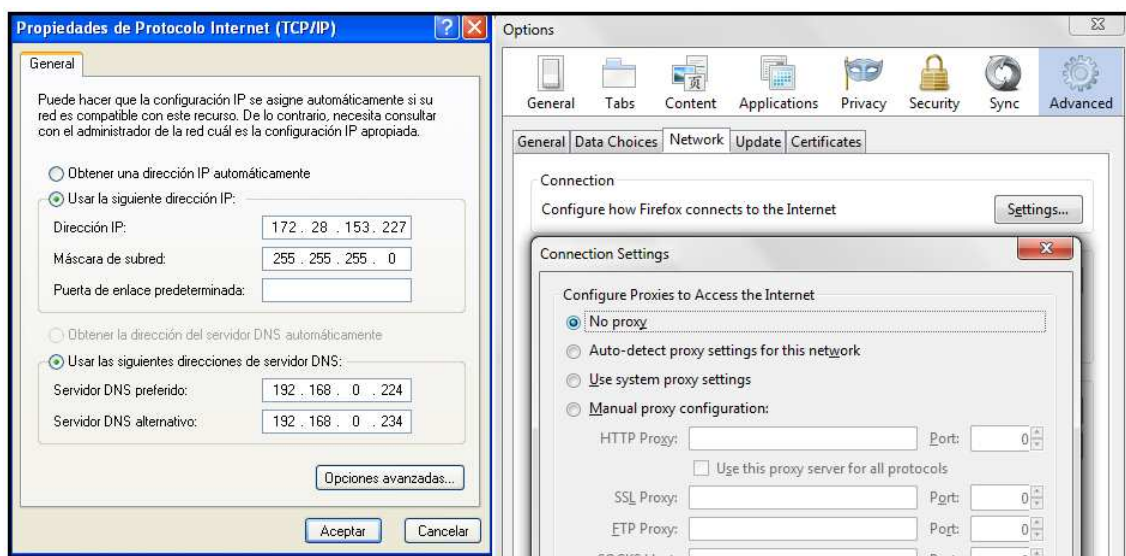 Propiedades de Protocolo Internet (TCP/IP)
General
Puede hacer que la configuración IP se asigne automáticamente si su
red es compatible con este recurso. De lo contrario, necesita consultar
con el administrador de la red cuál es la configuración IP apropiada.
Obtener una dirección IP automáticamente
Usar la siguiente dirección IP:
Dirección IP: 172 . 28 . 153 . 227
Máscara de subred: 255 . 255 . 255 . 0
Puerta de enlace predeterminada:
Obtener la dirección del servidor DNS automáticamente
Usar las siguientes direcciones de servidor DNS:
Servidor DNS preferido: 192 . 168 . 0 . 224
Servidor DNS alternativo: 192 . 168 . 0 . 234
Opciones avanzadas...
Aceptar Cancelar
Options
General Tabs Content Applications Privacy Security Sync Advanced
General Data Choices Network Update Certificates
Connection
Configure how Firefox connects to the Internet Settings...
Connection Settings
Configure Proxies to Access the Internet
No proxy
Auto-detect proxy settings for this network
Use system proxy settings
Manual proxy configuration:
HTTP Proxy: Port: 0
Use this proxy server for all protocols
SSL Proxy: Port: 0
FTP Proxy: Port: 0